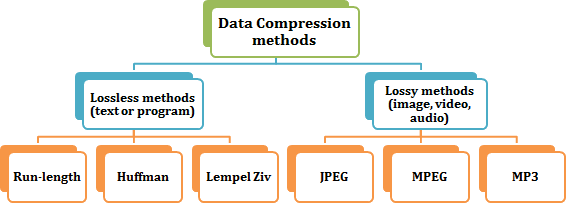 Data Compression
methods
Lossless methods
(text or program)
Lossy methods
(image, video,
audio)
Run-length
Huffman
Lempel Ziv
JPEG
MPEG
MP3